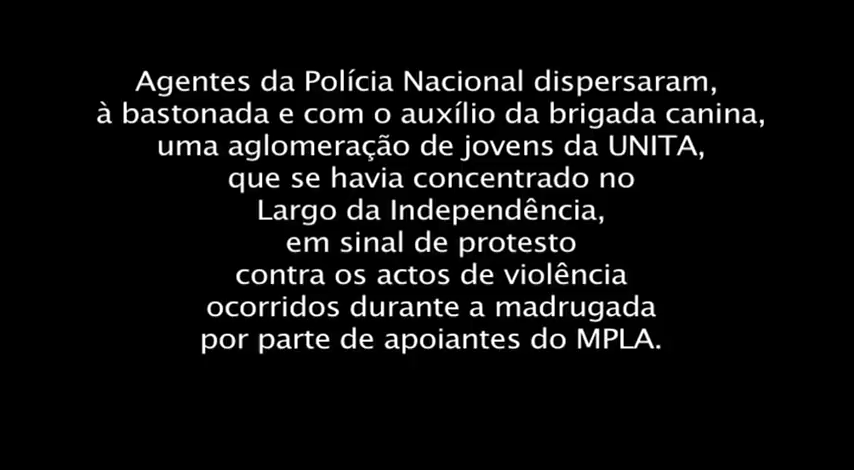 Agentes da Polícia Nacional dispersaram,
à bastonada e com o auxílio da brigada canina,
uma aglomeração de jovens da UNITA,
que se havia concentrado no
Largo da Independência,
em sinal de protesto
contra os actos de violência
ocorridos durante a madrugada
por parte de apoiantes do MPLA.